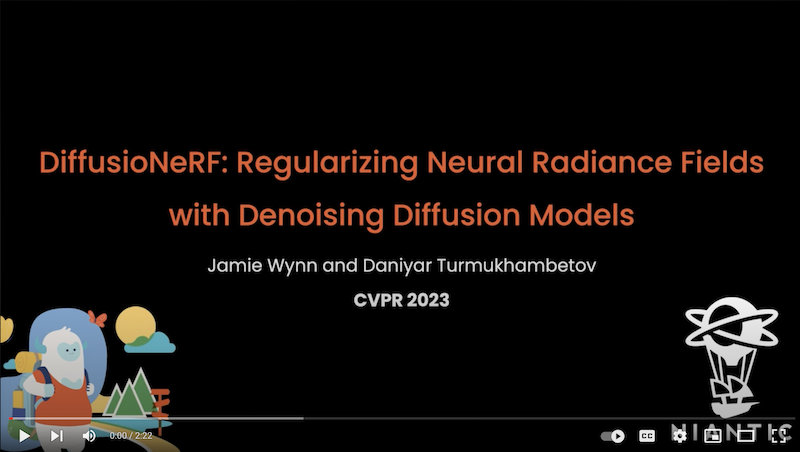 DiffusioNeRF: Regularizing Neural Radiance Fields
with Denoising Diffusion Models
Jamie Wynn and Daniyar Turmukhambetov
CVPR 2023
NIANTIC
0:00 / 2:22
CC